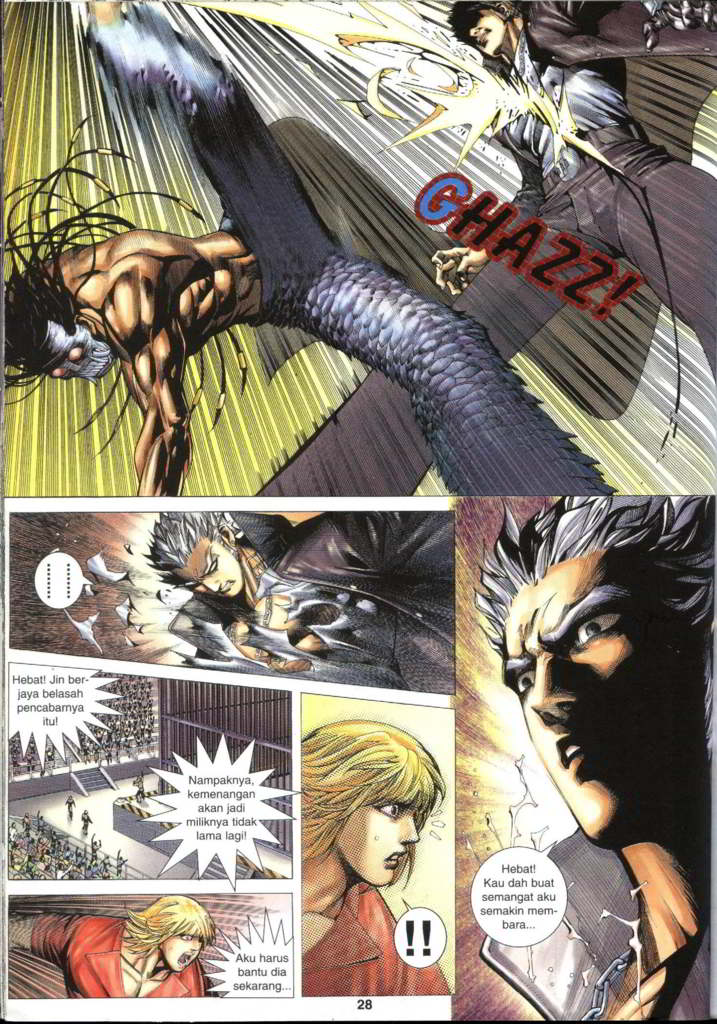 GHAZZ!
..........
Hebat! Jin ber-
jaya belasah
pencabarnya
itu!
Nampaknya,
kemenangan
akan jadi
miliknya tidak
lama lagi!
Aku harus
bantu dia
sekarang...
!!
Hebat!
Kau dah buat
semangat aku
semakin mem-
bara...
28